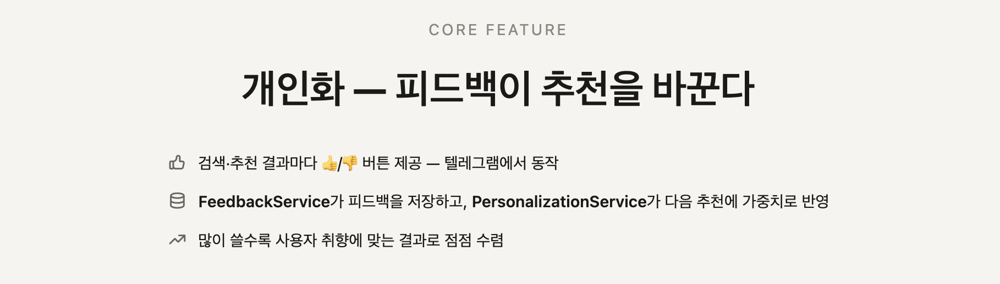 CORE FEATURE
개인화 — 피드백이 추천을 바꾼다
검색·추천 결과마다 👍/👎 버튼 제공 — 텔레그램에서 동작
FeedbackService가 피드백을 저장하고, PersonalizationService가 다음 추천에 가중치로 반영
많이 쓸수록 사용자 취향에 맞는 결과로 점점 수렴